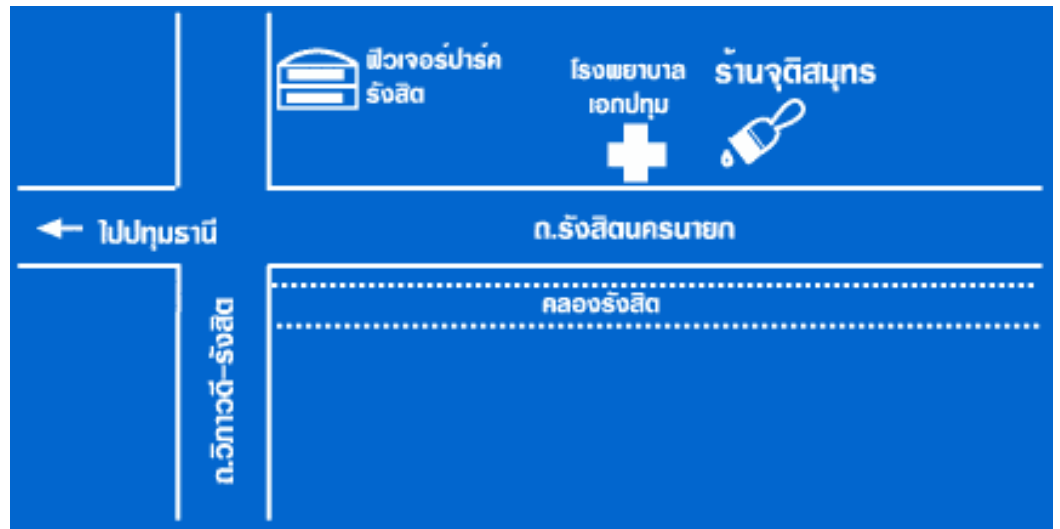 ฟิวเจอร์ปาร์ค
รังสิต
โรงพยาบาล
เอกปทุม
ร้านจุติสมุทร
ไปปทุมธานี
ถ.รังสิตนครนายก
คลองรังสิต
ถ.วิภาวดี-รังสิต